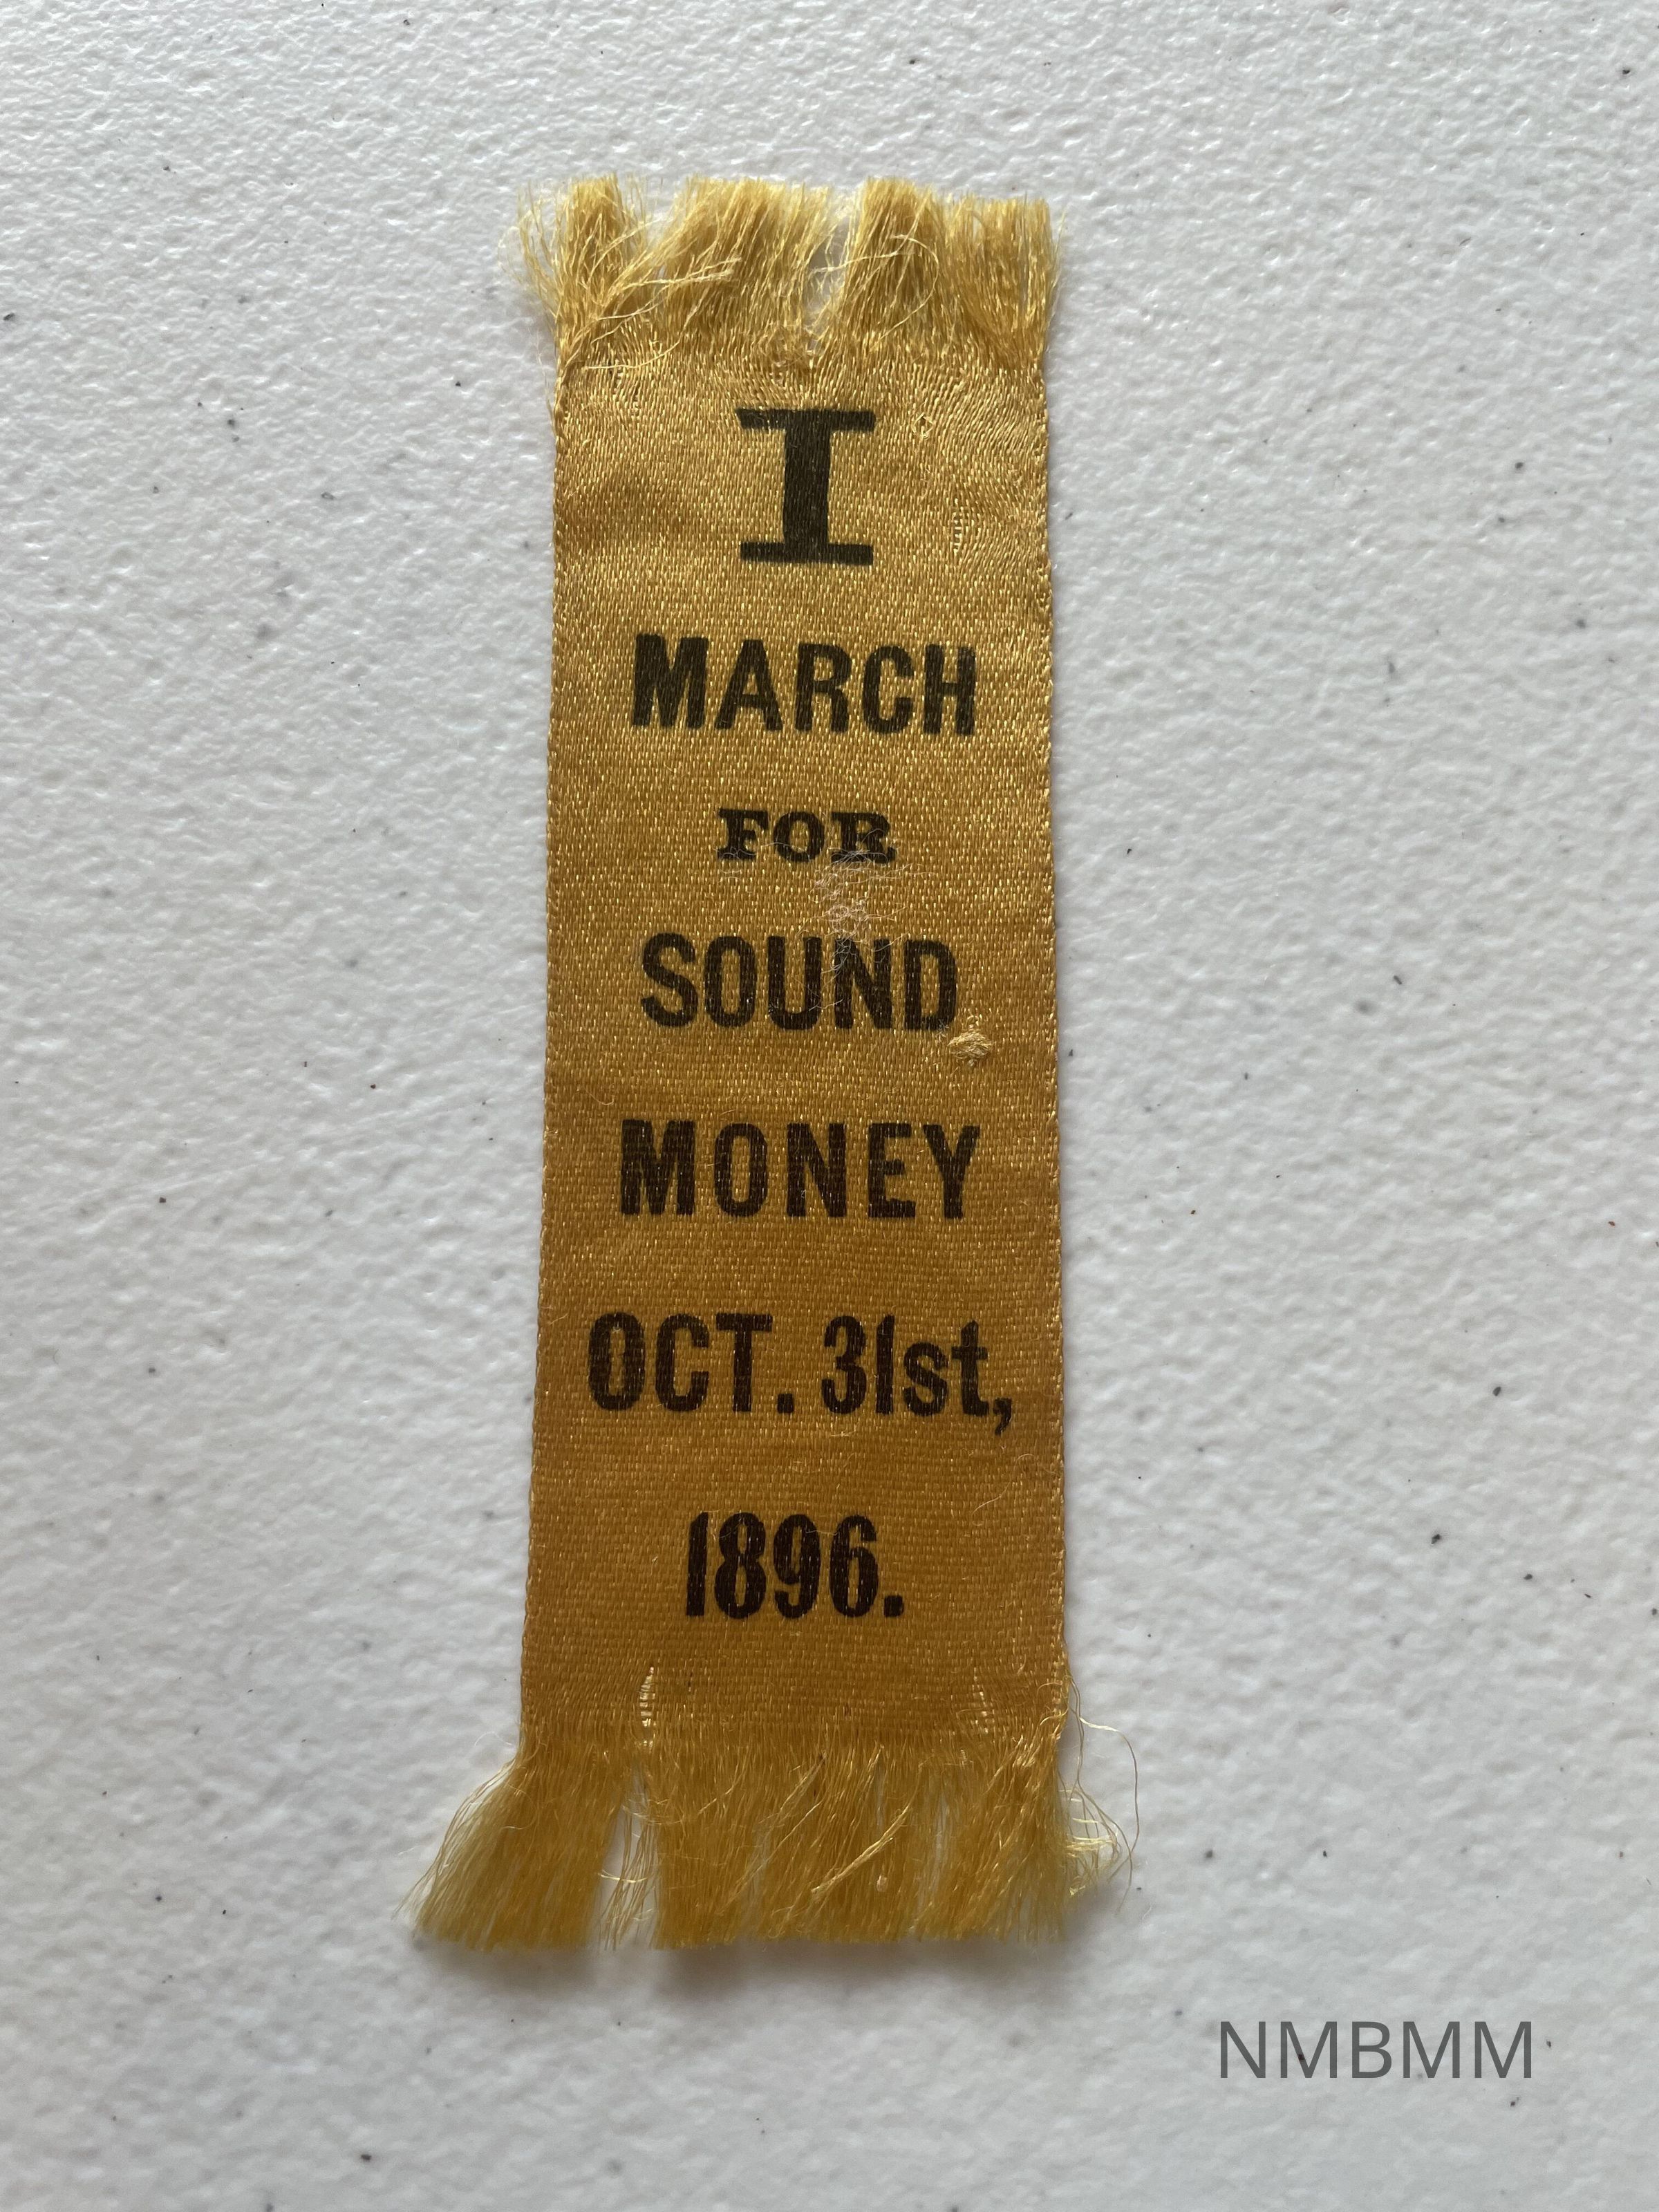 I
MARCH
FOR
SOUND
MONEY
OCT. 31st,
1896.
NMBMM